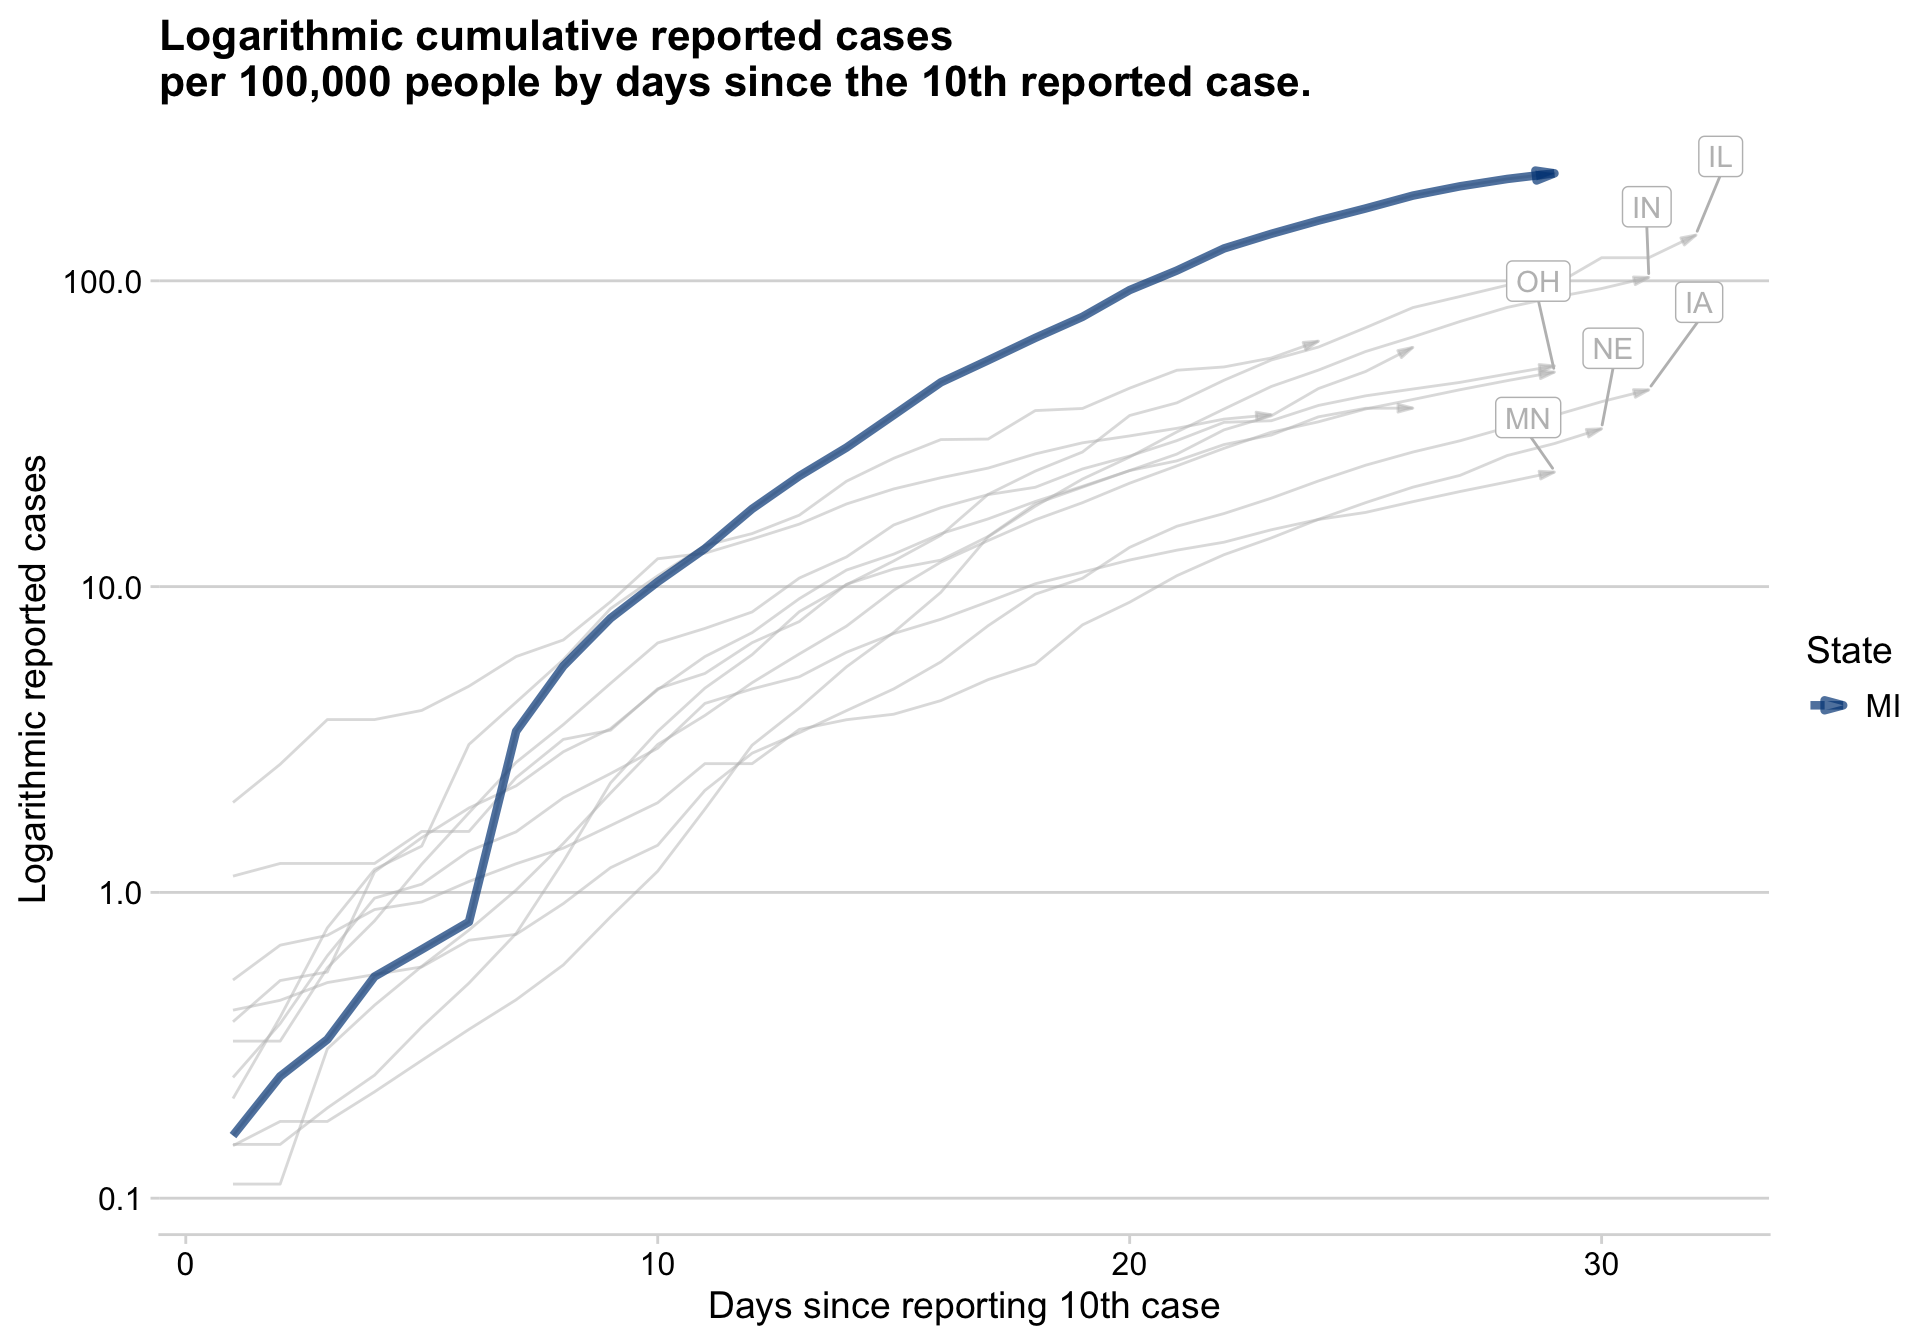 Logarithmic cumulative reported cases
per 100,000 people by days since the 10th reported case.
IL
IN
OH
IA
NE
MN
100.0
10.0
1.0
0.1
Logarithmic reported cases
0
10
20
30
Days since reporting 10th case
State
MI